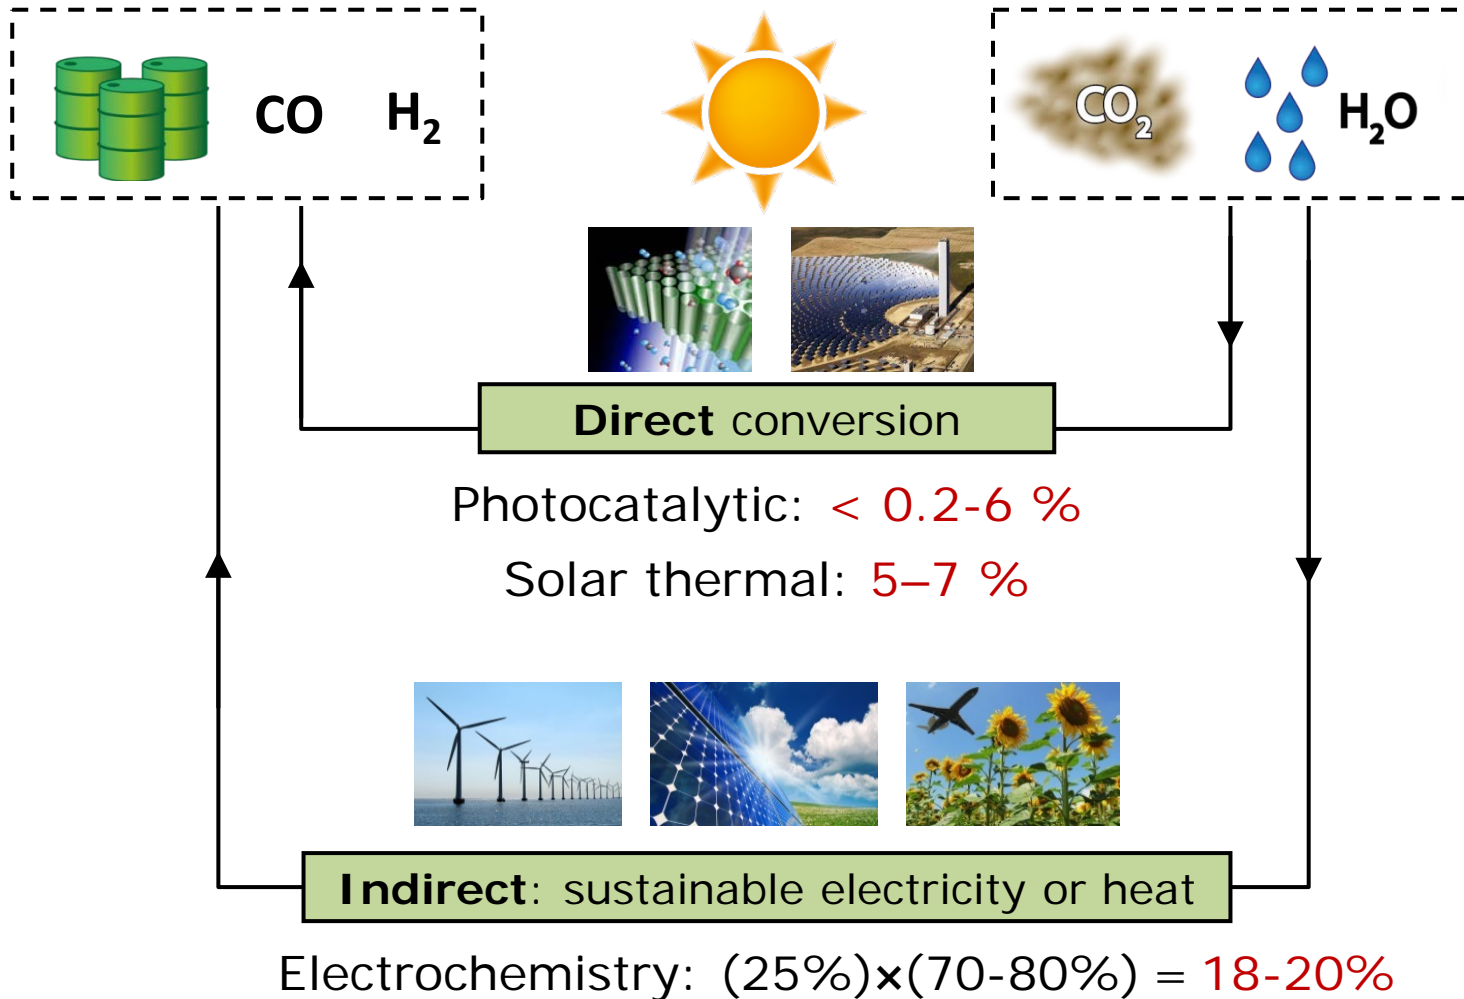 CO H₂
CO₂ H₂O
Direct conversion
Photocatalytic: < 0.2-6 %
Solar thermal: 5–7 %
Indirect: sustainable electricity or heat
Electrochemistry: (25%)×(70-80%) = 18-20%